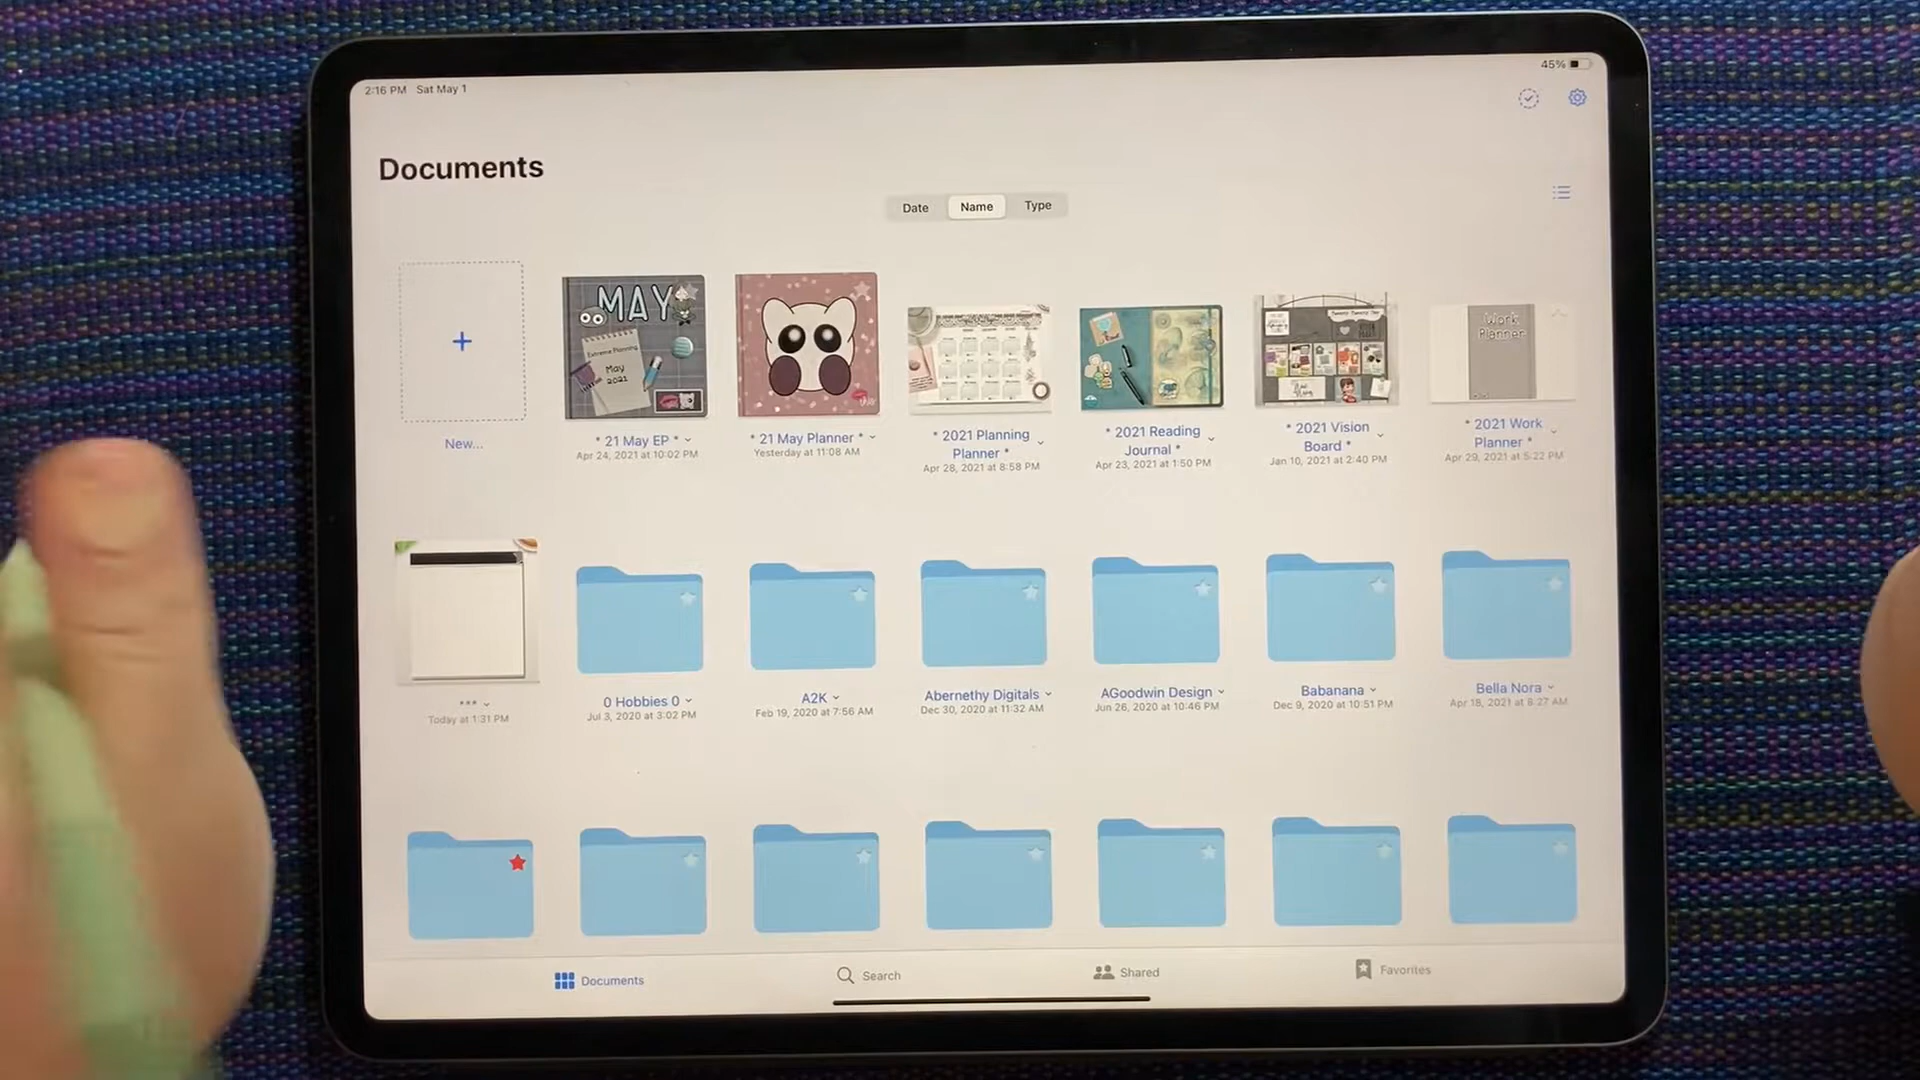 2:16 PM Sat May 1
45%
Documents
Date Name Type
MAY
Extreme Planning
May
2021
Work
Planner
New...
* 21 May EP *
Apr 24, 2021 at 10:02 PM
* 21 May Planner *
Yesterday at 11:08 AM
* 2021 Planning
Planner *
Apr 28, 2021 at 8:58 PM
* 2021 Reading
Journal *
Apr 23, 2021 at 1:50 PM
* 2021 Vision
Board *
Jan 10, 2021 at 2:40 PM
* 2021 Work
Planner *
Apr 29, 2021 at 5:22 PM
***
Today at 1:31 PM
0 Hobbies 0
Jul 3, 2020 at 3:02 PM
A2K
Feb 19, 2020 at 7:56 AM
Abernethy Digitals
Dec 30, 2020 at 11:32 AM
AGoodwin Design
Jun 26, 2020 at 10:46 PM
Babanana
Dec 9, 2020 at 10:51 PM
Bella Nora
Apr 18, 2021 at 8:27 AM
Documents
Search
Shared
Favorites